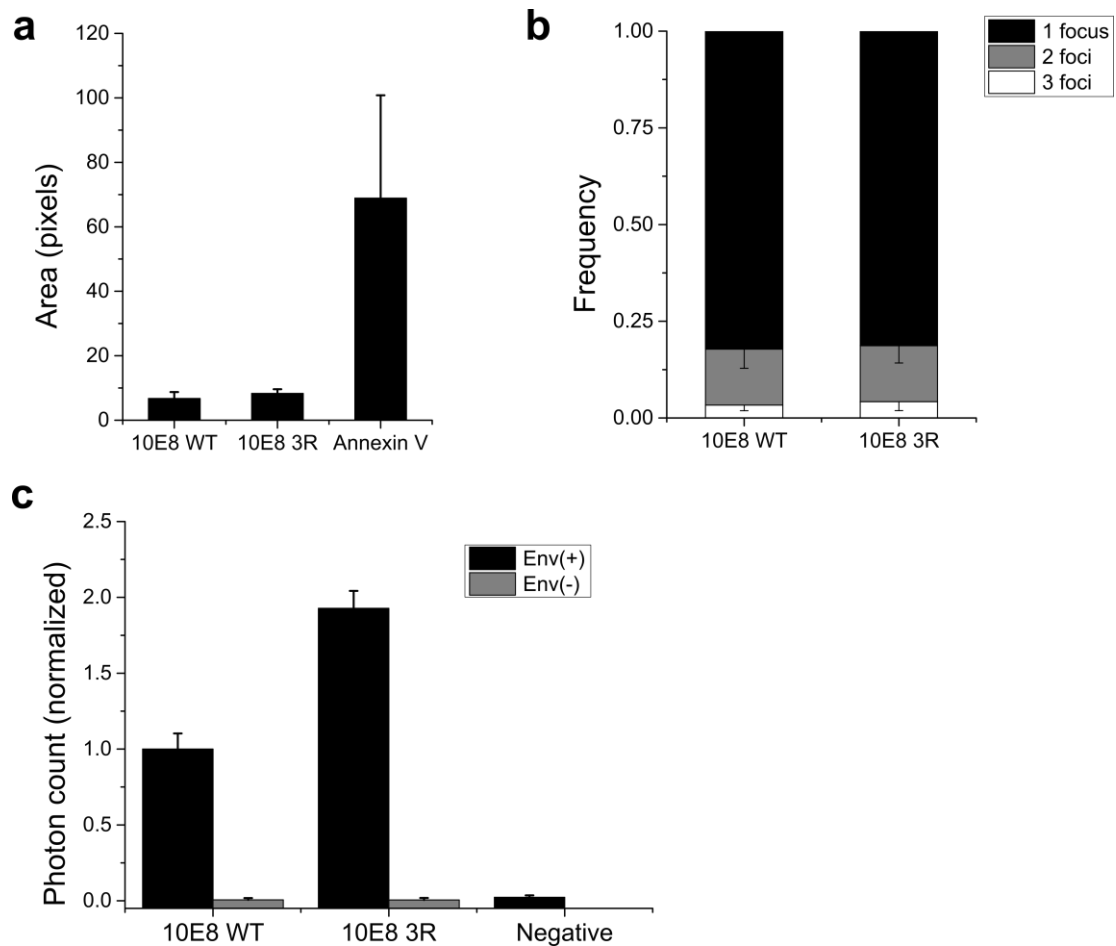 a
120
100
80
60
40
20
0
Area (pixels)
10E8 WT 10E8 3R Annexin V
b
1.00
0.75
0.50
0.25
0.00
Frequency
10E8 WT 10E8 3R
1 focus
2 foci
3 foci
c
2.5
2.0
1.5
1.0
0.5
0.0
Photon count (normalized)
10E8 WT 10E8 3R Negative
Env(+)
Env(-)